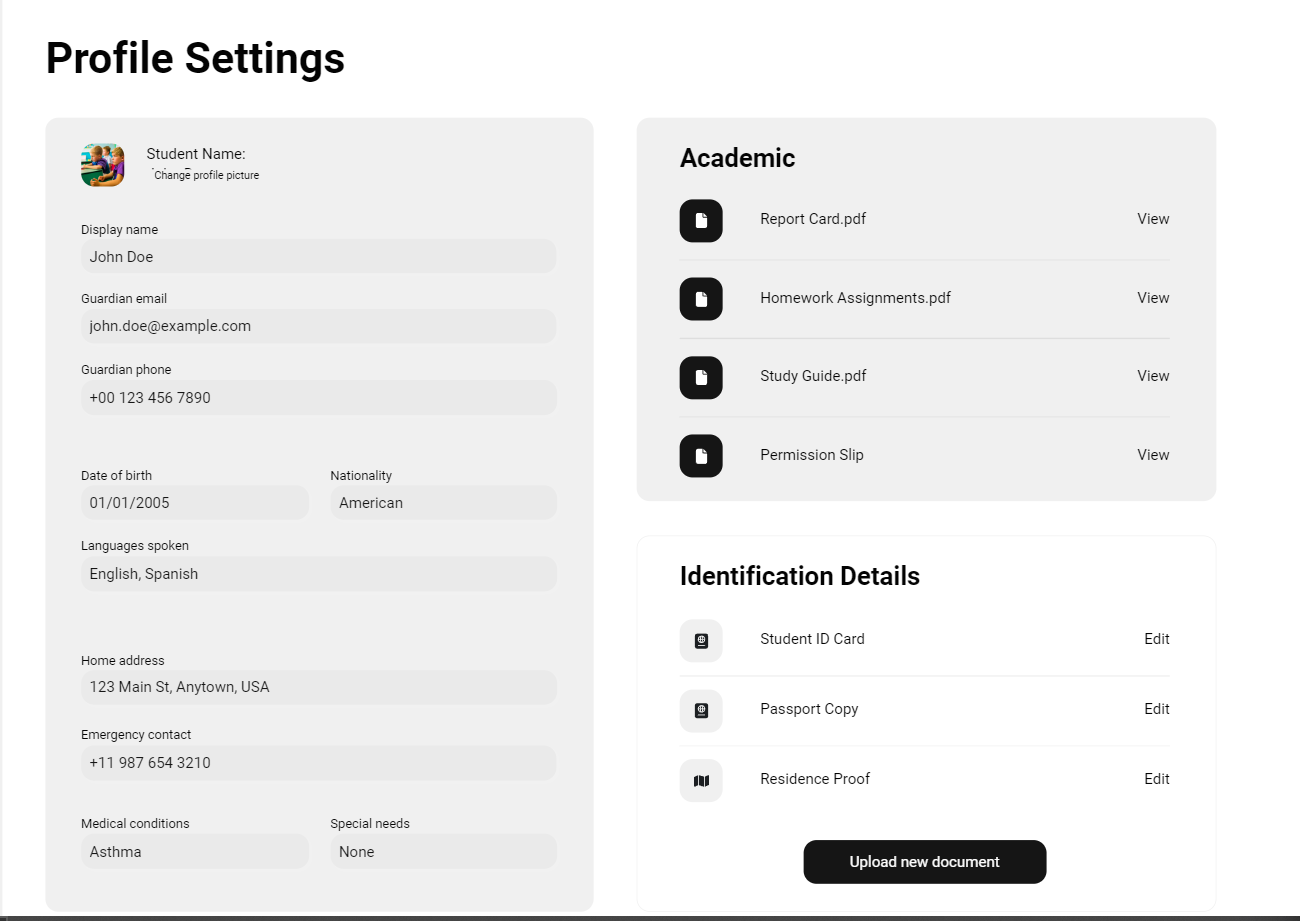 Profile Settings
Student Name:
Change profile picture
Display name
John Doe
Guardian email
john.doe@example.com
Guardian phone
+00 123 456 7890
Date of birth
01/01/2005
Nationality
American
Languages spoken
English, Spanish
Home address
123 Main St, Anytown, USA
Emergency contact
+11 987 654 3210
Medical conditions
Asthma
Special needs
None
Academic
Report Card.pdf View
Homework Assignments.pdf View
Study Guide.pdf View
Permission Slip View
Identification Details
Student ID Card Edit
Passport Copy Edit
Residence Proof Edit
Upload new document